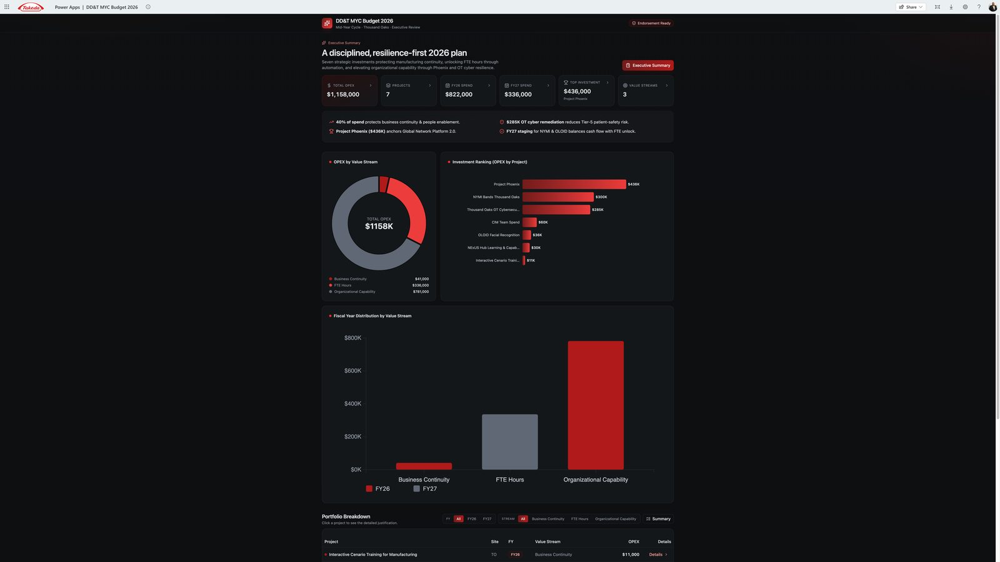 Takeda
Power Apps | DD&T MYC Budget 2026
Share
DD&T MYC Budget 2026
Mid-Year Cycle · Thousand Oaks · Executive Review
Endorsement Ready
Executive Summary
A disciplined, resilience-first 2026 plan
Seven strategic investments protecting manufacturing continuity, unlocking FTE hours through
automation, and elevating organizational capability through Phoenix and OT cyber resilience.
Executive Summary
TOTAL OPEX
$1,158,000
PROJECTS
7
FY26 SPEND
$822,000
FY27 SPEND
$336,000
TOP INVESTMENT
$436,000
Project Phoenix
VALUE STREAMS
3
40% of spend protects business continuity & people enablement.
$285K OT cyber remediation reduces Tier-5 patient-safety risk.
Project Phoenix ($436K) anchors Global Network Platform 2.0.
FY27 staging for NYMI & OLOID balances cash flow with FTE unlock.
OPEX by Value Stream
TOTAL OPEX
$1158K
Business Continuity $41,000
FTE Hours $336,000
Organizational Capability $781,000
Investment Ranking (OPEX by Project)
Project Phoenix $436K
NYMI Bands Thousand Oaks $300K
Thousand Oaks OT Cybersecu... $285K
CIM Team Spend $60K
OLOID Facial Recognition $36K
NExUS Hub Learning & Capab... $30K
Interactive Cenario Traini... $11K
Fiscal Year Distribution by Value Stream
$800K
$600K
$400K
$200K
$0K
Business Continuity FTE Hours Organizational Capability
FY26 FY27
Portfolio Breakdown
Click a project to see the detailed justification.
FY All FY26 FY27
STREAM All Business Continuity FTE Hours Organizational Capability
Summary
Project Site FY Value Stream OPEX Details
Interactive Cenario Training for Manufacturing TO FY26 Business Continuity $11,000 Details